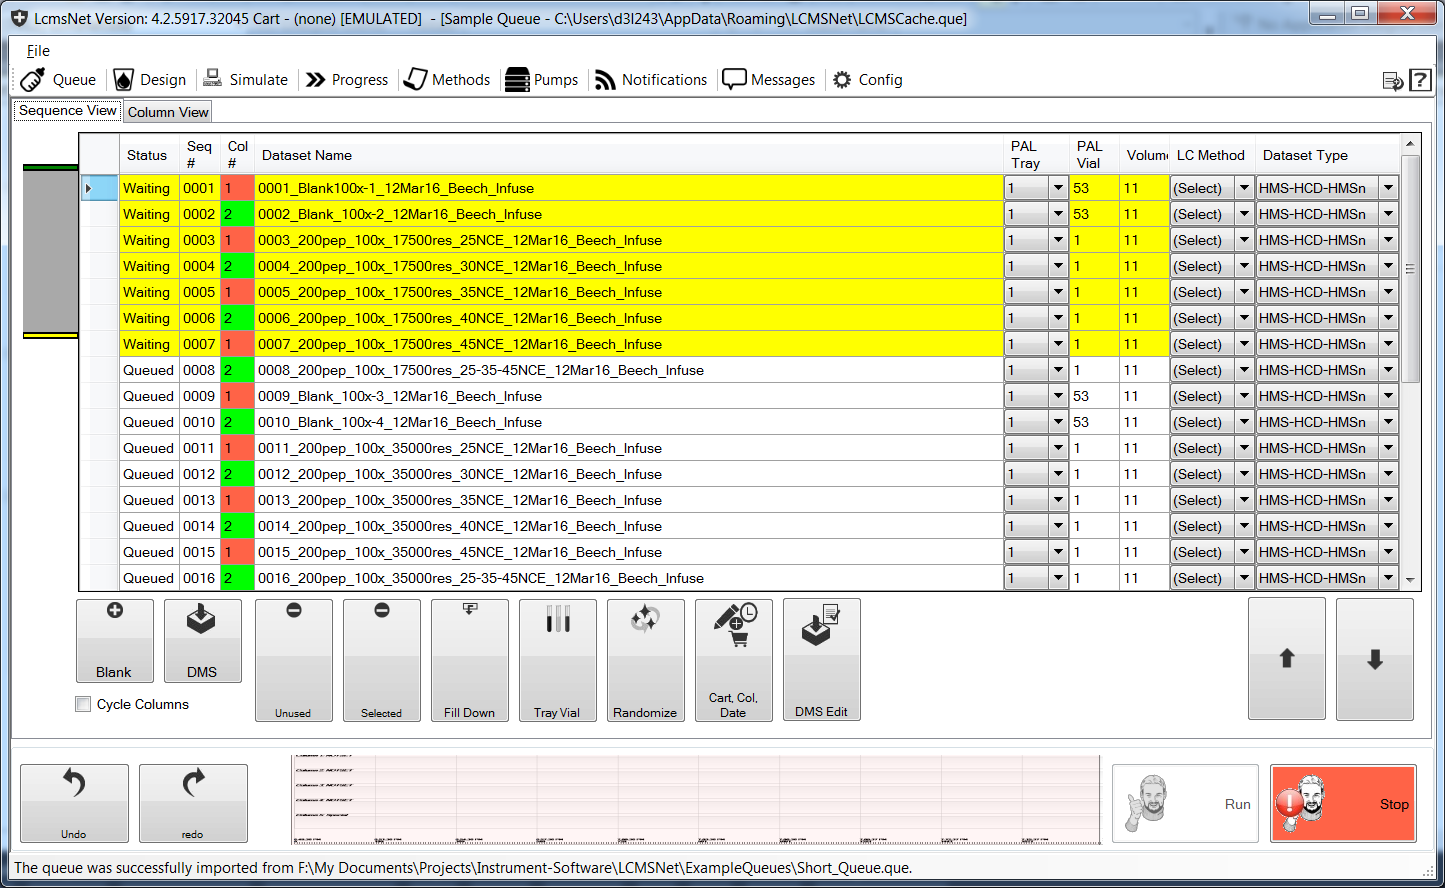 LcmsNet Version: 4.2.5917.32045 Cart - (none) [EMULATED]  - [Sample Queue - C:\Users\d3l243\AppData\Roaming\LCMSNet\LCMSCache.que]
File
Queue Design Simulate Progress Methods Pumps Notifications Messages Config
Sequence View Column View
Status Seq # Col # Dataset Name PAL Tray PAL Vial Volum LC Method Dataset Type
Waiting 0001 1 0001_Blank100x-1_12Mar16_Beech_Infuse 1 53 11 (Select) HMS-HCD-HMSn
Waiting 0002 2 0002_Blank_100x-2_12Mar16_Beech_Infuse 1 53 11 (Select) HMS-HCD-HMSn
Waiting 0003 1 0003_200pep_100x_17500res_25NCE_12Mar16_Beech_Infuse 1 1 11 (Select) HMS-HCD-HMSn
Waiting 0004 2 0004_200pep_100x_17500res_30NCE_12Mar16_Beech_Infuse 1 1 11 (Select) HMS-HCD-HMSn
Waiting 0005 1 0005_200pep_100x_17500res_35NCE_12Mar16_Beech_Infuse 1 1 11 (Select) HMS-HCD-HMSn
Waiting 0006 2 0006_200pep_100x_17500res_40NCE_12Mar16_Beech_Infuse 1 1 11 (Select) HMS-HCD-HMSn
Waiting 0007 1 0007_200pep_100x_17500res_45NCE_12Mar16_Beech_Infuse 1 1 11 (Select) HMS-HCD-HMSn
Queued 0008 2 0008_200pep_100x_17500res_25-35-45NCE_12Mar16_Beech_Infuse 1 1 11 (Select) HMS-HCD-HMSn
Queued 0009 1 0009_Blank_100x-3_12Mar16_Beech_Infuse 1 53 11 (Select) HMS-HCD-HMSn
Queued 0010 2 0010_Blank_100x-4_12Mar16_Beech_Infuse 1 53 11 (Select) HMS-HCD-HMSn
Queued 0011 1 0011_200pep_100x_35000res_25NCE_12Mar16_Beech_Infuse 1 1 11 (Select) HMS-HCD-HMSn
Queued 0012 2 0012_200pep_100x_35000res_30NCE_12Mar16_Beech_Infuse 1 1 11 (Select) HMS-HCD-HMSn
Queued 0013 1 0013_200pep_100x_35000res_35NCE_12Mar16_Beech_Infuse 1 1 11 (Select) HMS-HCD-HMSn
Queued 0014 2 0014_200pep_100x_35000res_40NCE_12Mar16_Beech_Infuse 1 1 11 (Select) HMS-HCD-HMSn
Queued 0015 1 0015_200pep_100x_35000res_45NCE_12Mar16_Beech_Infuse 1 1 11 (Select) HMS-HCD-HMSn
Queued 0016 2 0016_200pep_100x_35000res_25-35-45NCE_12Mar16_Beech_Infuse 1 1 11 (Select) HMS-HCD-HMSn
Blank DMS
Cycle Columns
Unused Selected Fill Down Tray Vial Randomize Cart, Col, Date DMS Edit
Undo redo
Run Stop
The queue was successfully imported from F:\My Documents\Projects\Instrument-Software\LCMSNet\ExampleQueues\Short_Queue.que.